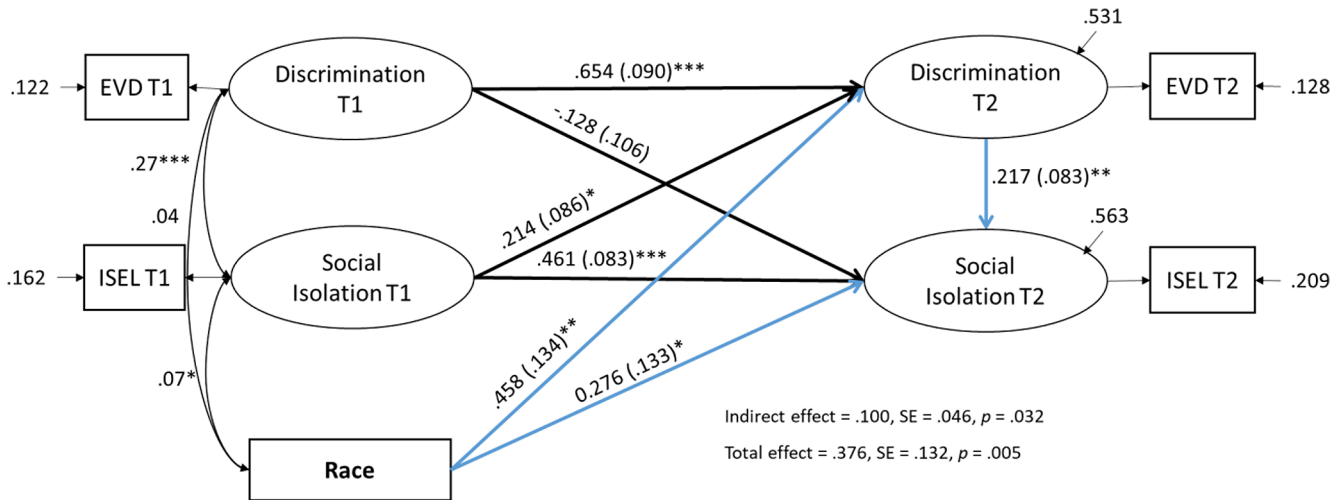 .531
Discrimination
T1
.654 (.090)***
Discrimination
T2
.122
EVD T1
EVD T2
.128
-.128 (.106)
.27***
.217 (.083)**
.04
.214 (.086)*
.563
.461 (.083)***
.162
ISEL T1
Social
Isolation T1
Social
Isolation T2
ISEL T2
.209
.07*
.458 (.134)**
0.276 (.133)*
Indirect effect = .100, SE = .046, p = .032
Total effect = .376, SE = .132, p = .005
Race